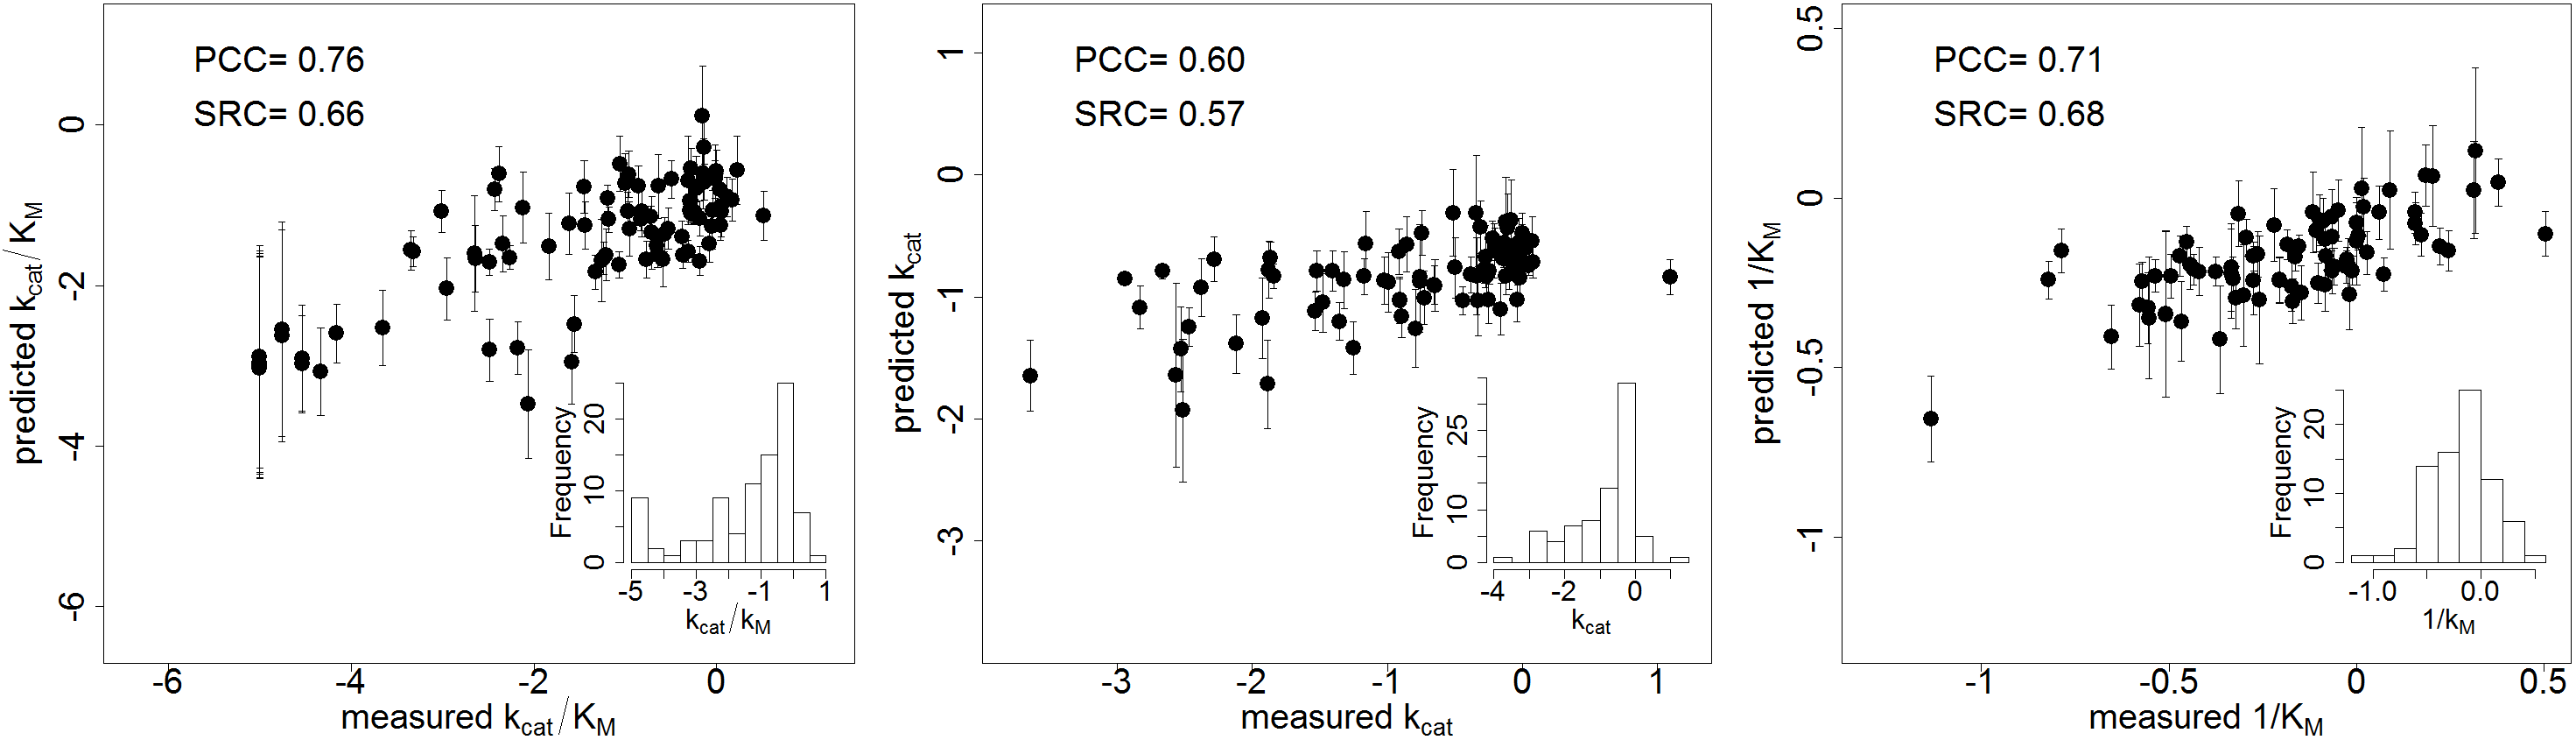 PCC= 0.76
SRC= 0.66
0
-2
-4
-6
predicted kcat/KM
-6 -4 -2 0
measured kcat/KM
Frequency
0 10 20
-5 -3 -1 1
kcat/kM
PCC= 0.60
SRC= 0.57
1
0
-1
-2
-3
predicted kcat
-3 -2 -1 0 1
measured kcat
Frequency
0 10 25
-4 -2 0
kcat
PCC= 0.71
SRC= 0.68
0.5
0
-0.5
-1
predicted 1/KM
-1 -0.5 0 0.5
measured 1/KM
Frequency
0 10 20
-1.0 0.0
1/kM